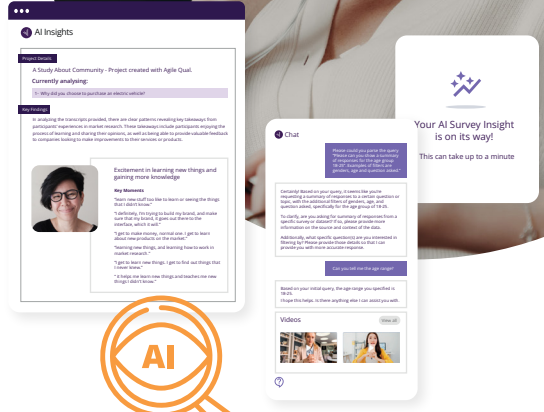 AI Insights
Project Details
A Study About Community - Project created with Agile Qual.
Currently analysing:
Why did you choose to purchase an electric vehicle?
Key Findings
In analyzing the transcripts provided, there are clear patterns revealing key takeaways from
participants' experiences in market research. These takeaways include participants enjoying the
process of learning and sharing their opinions, as well as being able to provide valuable feedback
to companies looking to make improvements to their services or products.
Excitement in learning new things and
gaining more knowledge
Key Moments
"learn new stuff too like to learn or seeing the things
that I didn't know."
"I definitely, I'm trying to build my brand, and make
sure that my brand, it goes out there to the
interface, which it will."
"I get to make money, normal one. I get to learn
about new products on the market."
"learning new things, and learning how to work in
market research."
"I get to learn new things. I get to find out things that
I never knew."
" It helps me learn new things and teaches me new
things I didn't know."
AI
Chat
Please could you parse the query
"Please can you show a summary
of responses for the age group
18-25" Examples of filters are
genders, age and question asked."
Certainly! Based on your query, it seems like you're
requesting a summary of responses to a certain question or
topic, with the additional filters of genders, age, and
question asked, specifically for the age group of 18-25.
To clarify, are you asking for summary of responses from a
specific survey or dataset? If so, please provide more
information on the source and context of the data.
Additionally, what specific question(s) are you interested in
filtering by? Please provide those details so that I can
provide you with more accurate response.
Can you tell me the age range?
Based on your initial query, the age range you specified is
18-25.
I hope this helps. Is there anything else I can assist you with.
Videos
View all
Your AI Survey Insight
is on its way!
This can take up to a minute